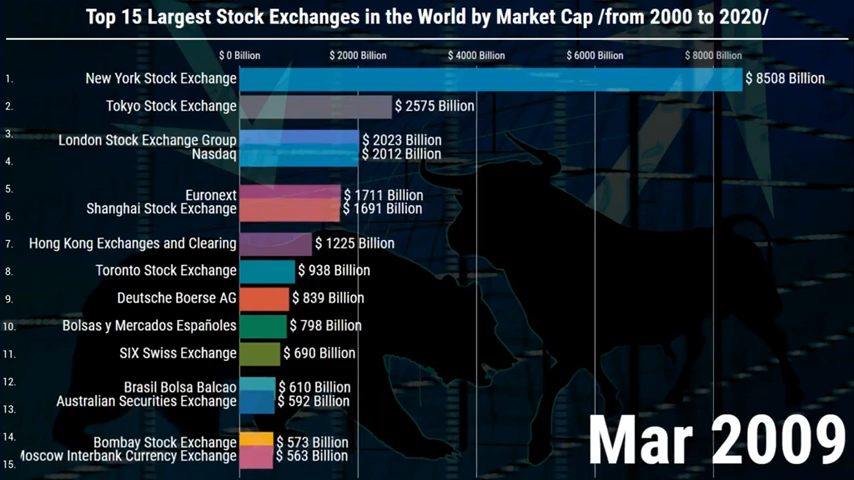 Top 15 Largest Stock Exchanges in the World by Market Cap /from 2000 to 2020/
$ 0 Billion $ 2000 Billion $ 4000 Billion $ 6000 Billion $ 8000 Billion
1. New York Stock Exchange $ 8508 Billion
2. Tokyo Stock Exchange $ 2575 Billion
3. London Stock Exchange Group $ 2023 Billion
4. Nasdaq $ 2012 Billion
5. Euronext $ 1711 Billion
6. Shanghai Stock Exchange $ 1691 Billion
7. Hong Kong Exchanges and Clearing $ 1225 Billion
8. Toronto Stock Exchange $ 938 Billion
9. Deutsche Boerse AG $ 839 Billion
10. Bolsas y Mercados Españoles $ 798 Billion
11. SIX Swiss Exchange $ 690 Billion
12. Brasil Bolsa Balcao $ 610 Billion
13. Australian Securities Exchange $ 592 Billion
14. Bombay Stock Exchange $ 573 Billion
15. Moscow Interbank Currency Exchange $ 563 Billion
Mar 2009